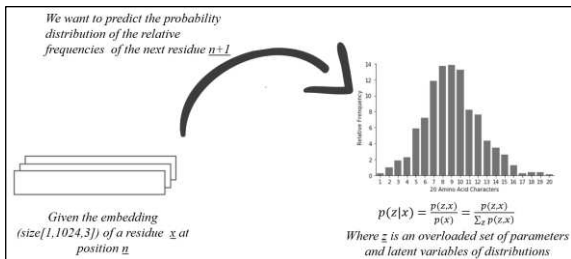 We want to predict the probability
distribution of the relative
frequencies of the next residue n+1
Given the embedding
(size[1,1024,3]) of a residue x at
position n
14
12
10
8
6
4
2
0
Relative Frenquency
1 2 3 4 5 6 7 8 9 10 11 12 13 14 15 16 17 18 19 20
20 Amino Acid Characters
p(z|x) = p(z,x) / p(x) = p(z,x) / ∑z p(z,x)
Where z is an overloaded set of parameters
and latent variables of distributions